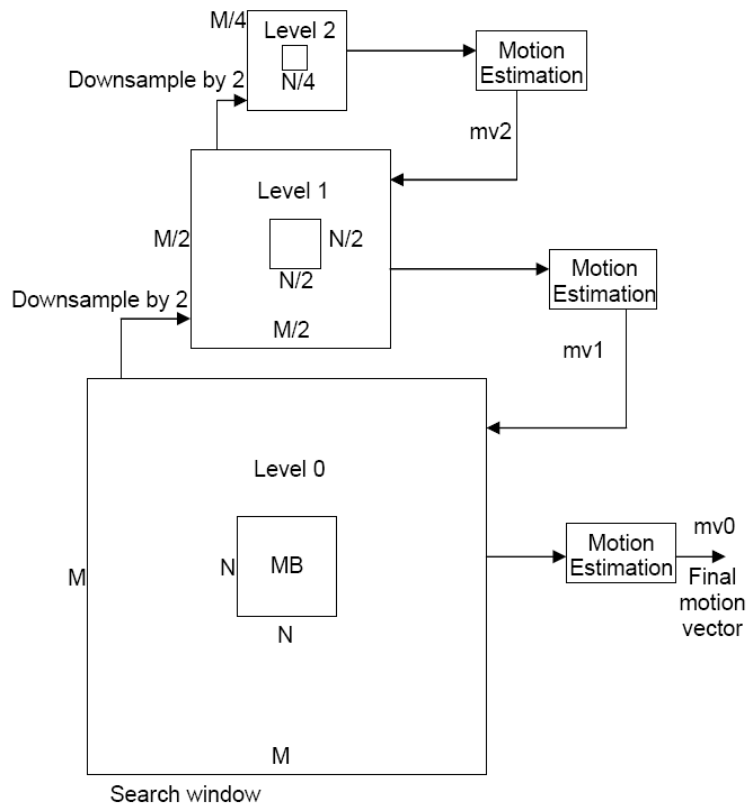 M/4
Level 2
N/4
Motion
Estimation
Downsample by 2
mv2
Level 1
M/2
N/2
N/2
M/2
Motion
Estimation
Downsample by 2
mv1
Level 0
M
N
MB
N
M
Motion
Estimation
mv0
Final
motion
vector
Search window